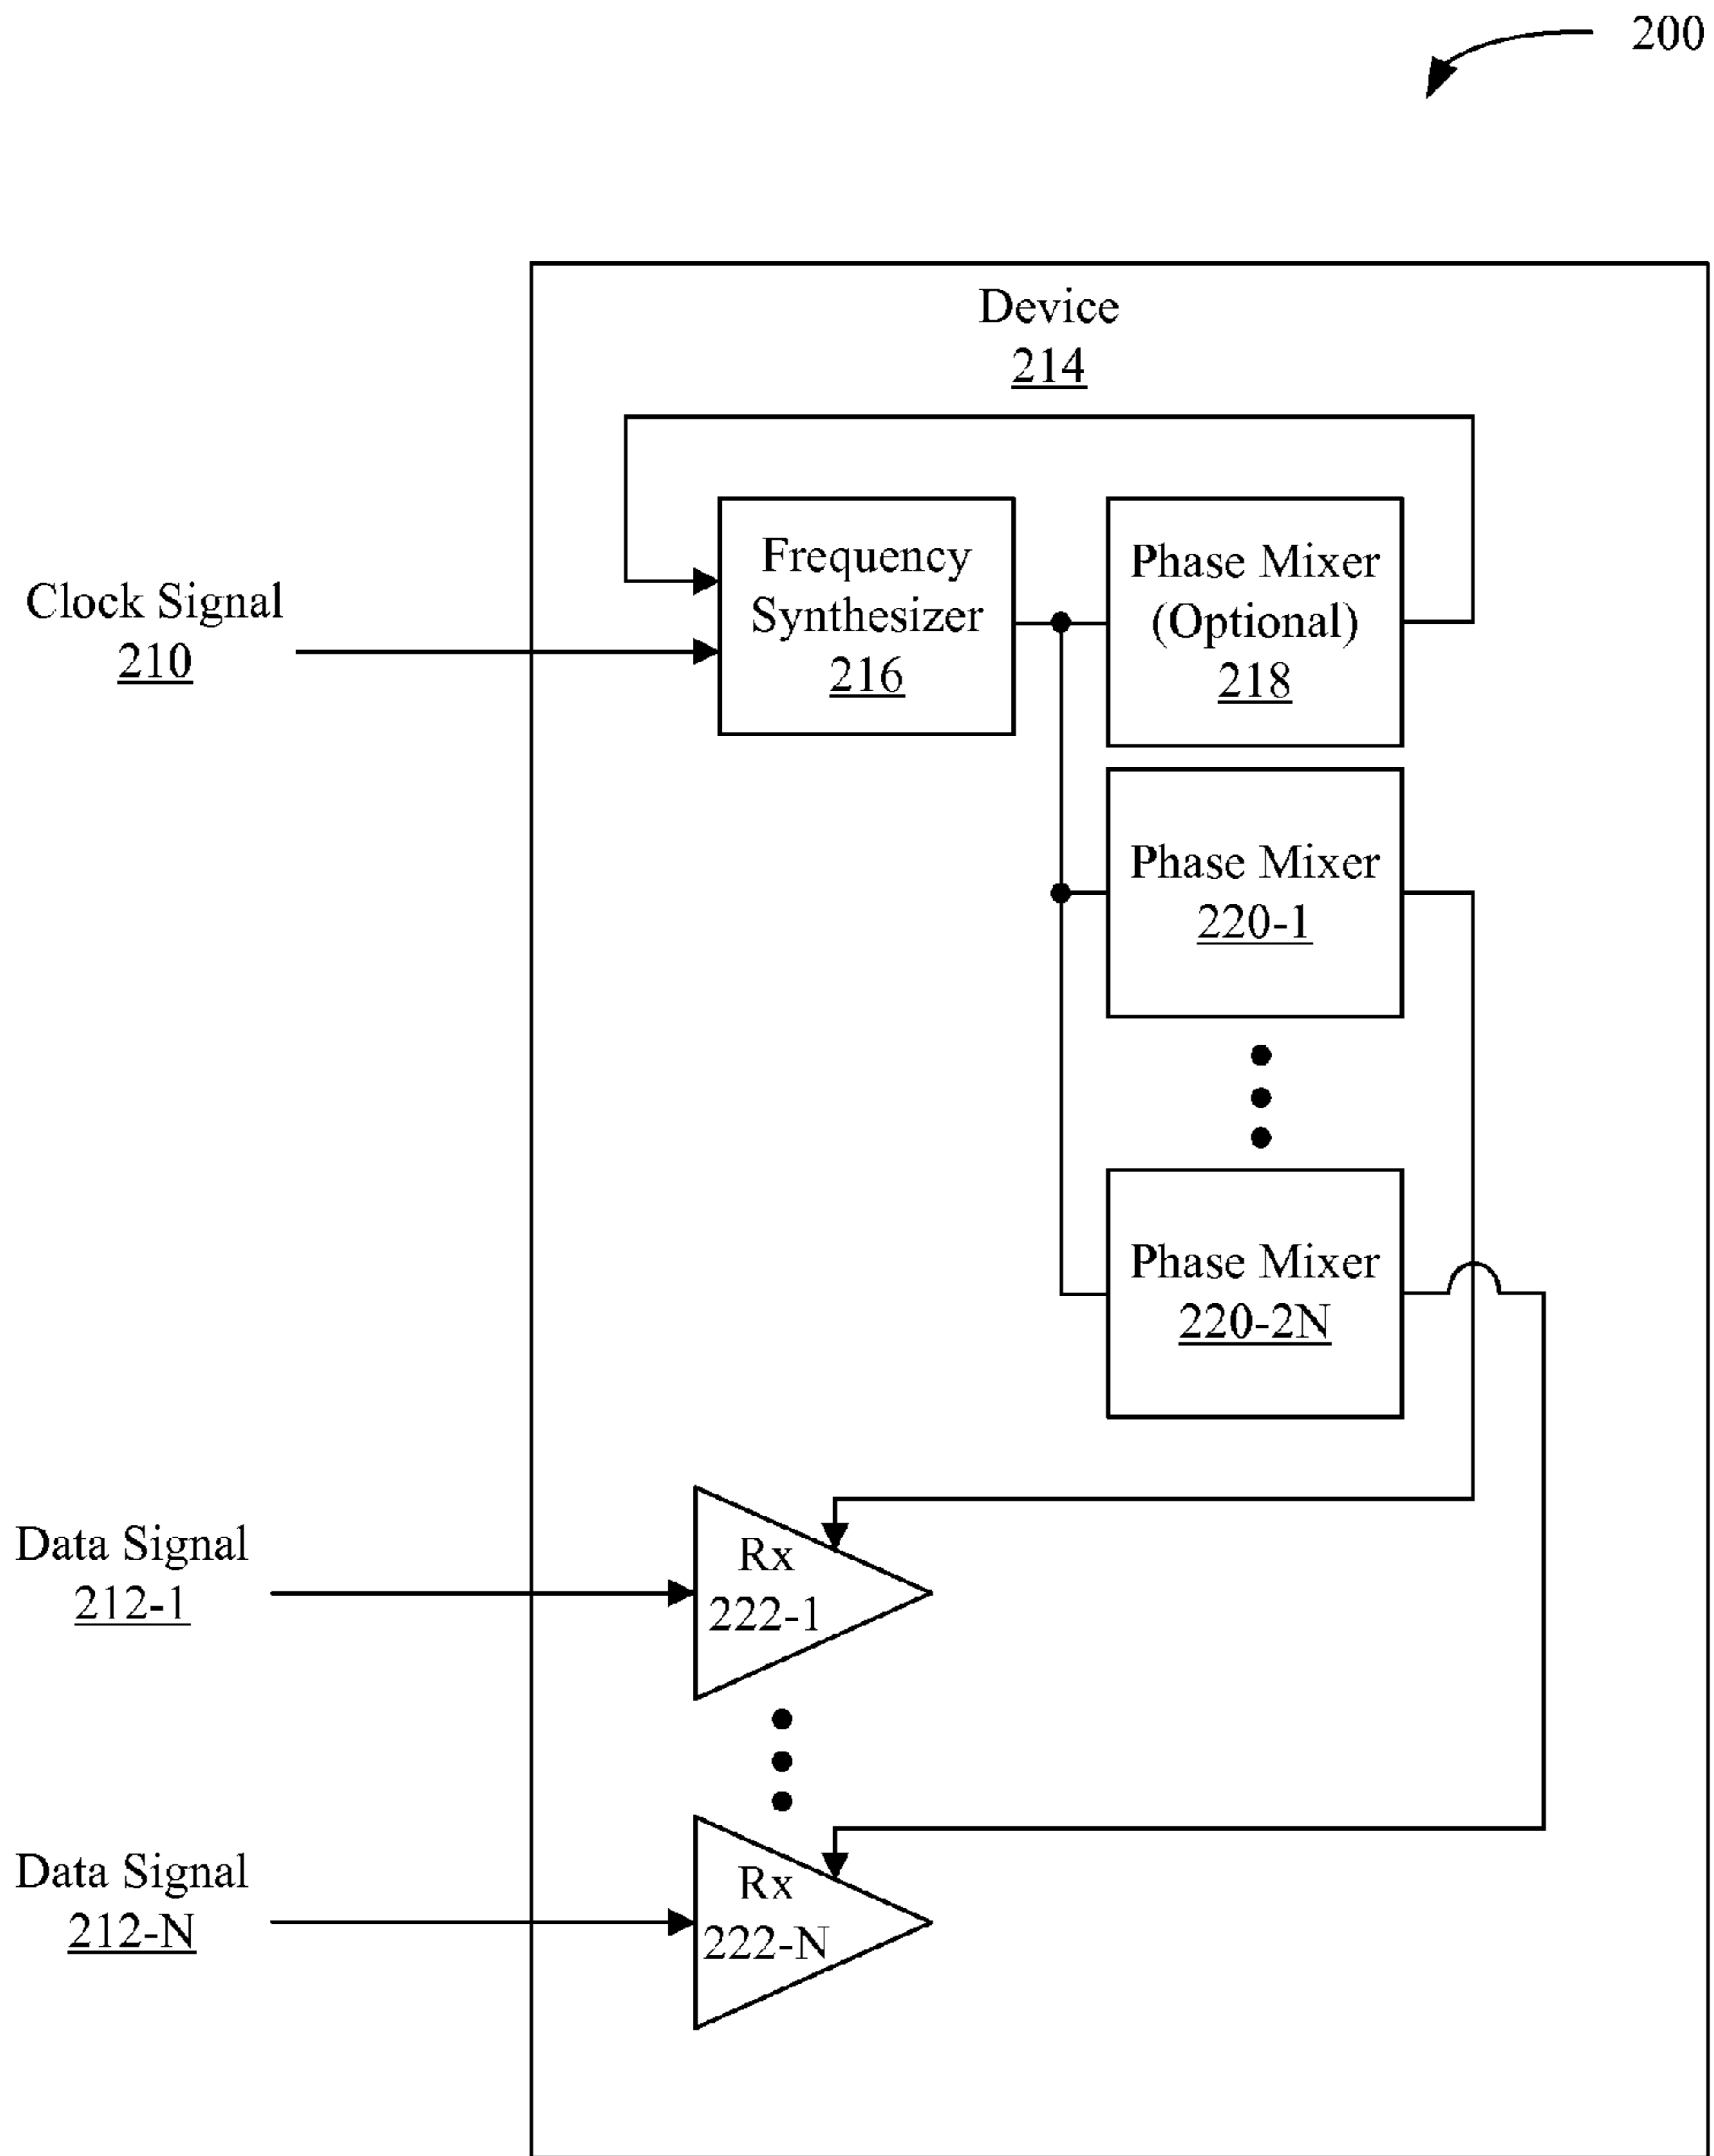 200
Device
214
Frequency
Synthesizer
216
Phase Mixer
(Optional)
218
Clock Signal
210
Phase Mixer
220-1
Phase Mixer
220-2N
Data Signal
212-1
Rx
222-1
Data Signal
212-N
Rx
222-N